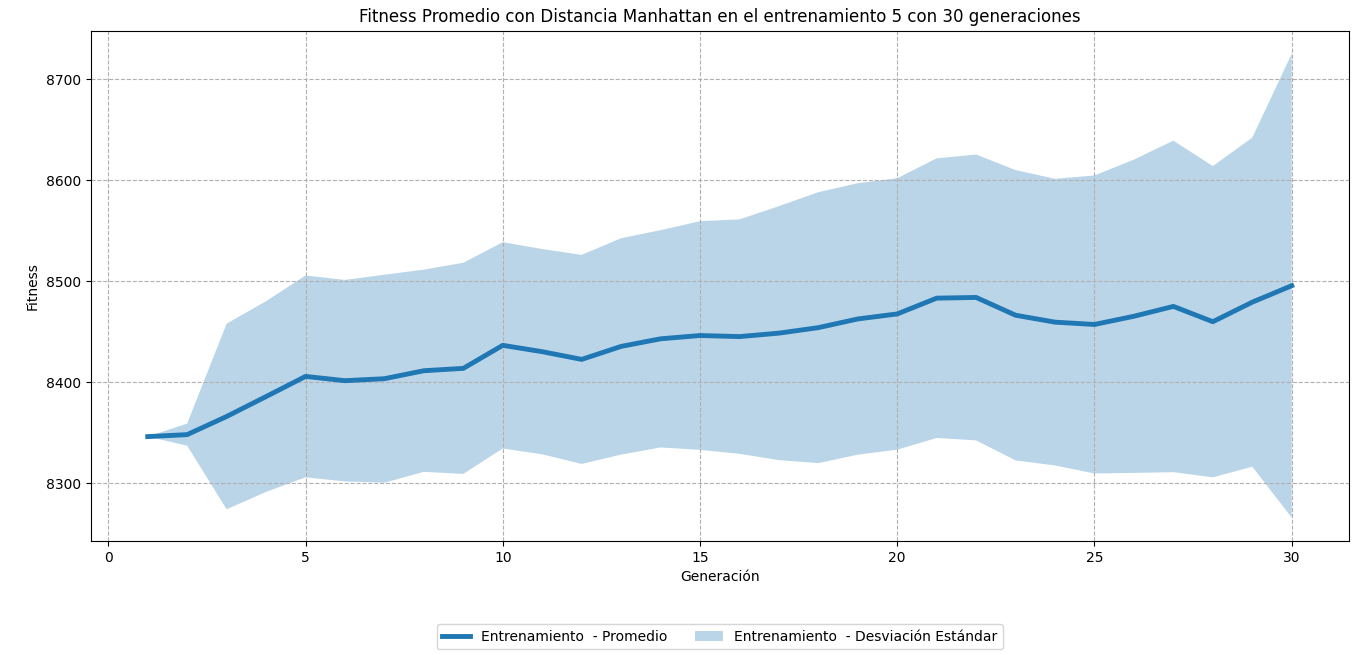 Fitness Promedio con Distancia Manhattan en el entrenamiento 5 con 30 generaciones
8700
8600
8500
8400
8300
Fitness
0 5 10 15 20 25 30
Generación
Entrenamiento  - Promedio Entrenamiento  - Desviación Estándar